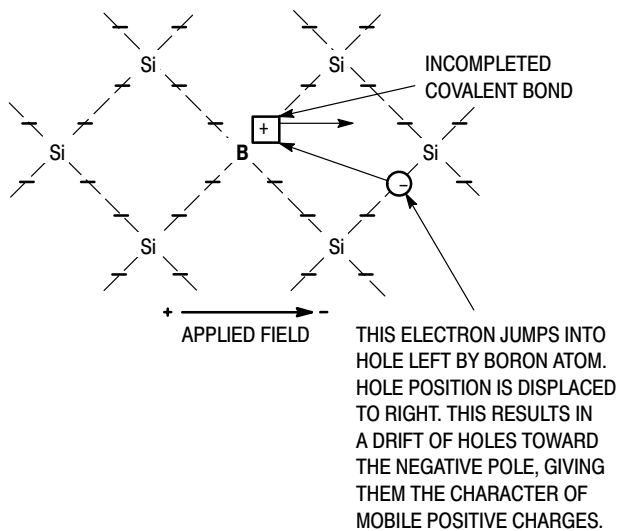 Si Si
INCOMPLETED
COVALENT BOND
+
Si B Si
−
Si Si
+ −
APPLIED FIELD
THIS ELECTRON JUMPS INTO
HOLE LEFT BY BORON ATOM.
HOLE POSITION IS DISPLACED
TO RIGHT. THIS RESULTS IN
A DRIFT OF HOLES TOWARD
THE NEGATIVE POLE, GIVING
THEM THE CHARACTER OF
MOBILE POSITIVE CHARGES.